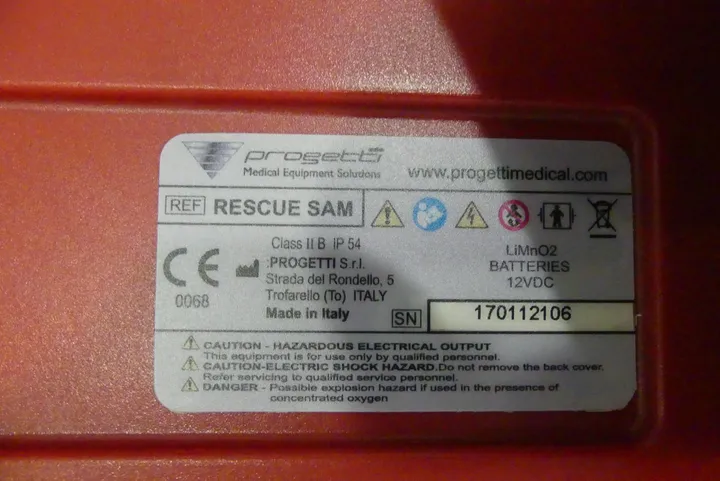 progetti
Medical Equipment Solutions
www.progettimedical.com
REF RESCUE SAM
Class II B IP 54
CE
0068
:PROGETTI S.r.l.
Strada del Rondello, 5
Trofarello (To) ITALY
Made in Italy
LiMnO2
BATTERIES
12VDC
SN 170112106
CAUTION - HAZARDOUS ELECTRICAL OUTPUT
This equipment is for use only by qualified personnel.
CAUTION-ELECTRIC SHOCK HAZARD.Do not remove the back cover.
Refer servicing to qualified service personnel.
DANGER - Possible explosion hazard if used in the presence of
concentrated oxygen